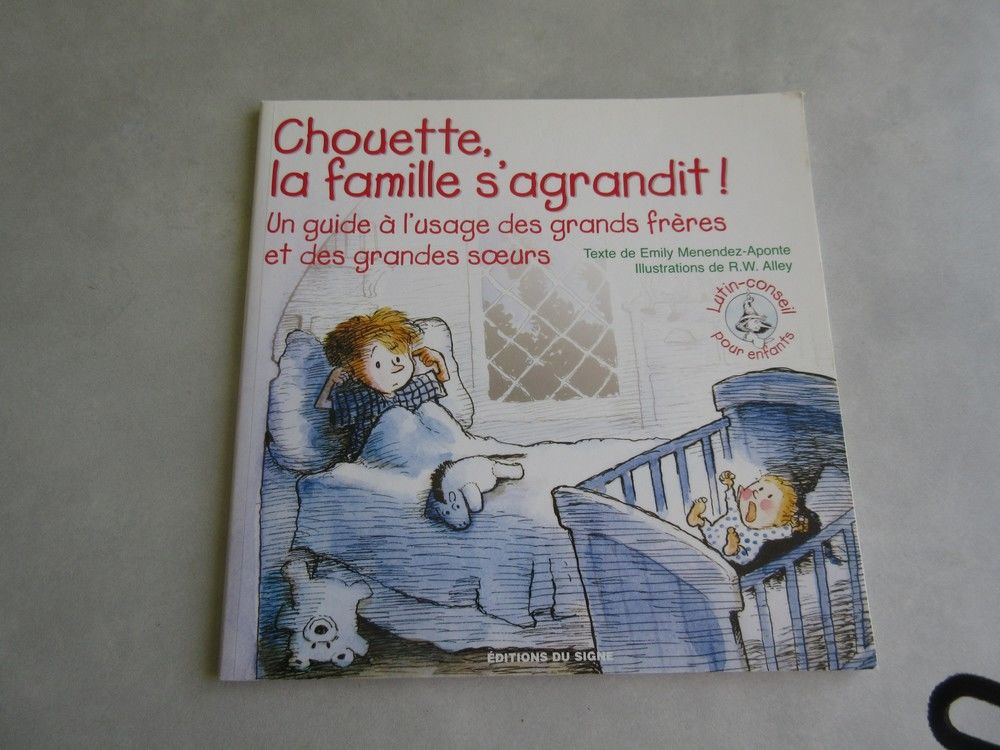 Chouette,
la famille s'agrandit !
Un guide à l'usage des grands frères
et des grandes sœurs
Texte de Emily Menendez-Aponte
Illustrations de R.W. Alley
Lutin-conseil
pour enfants
ÉDITIONS DU SIGNE